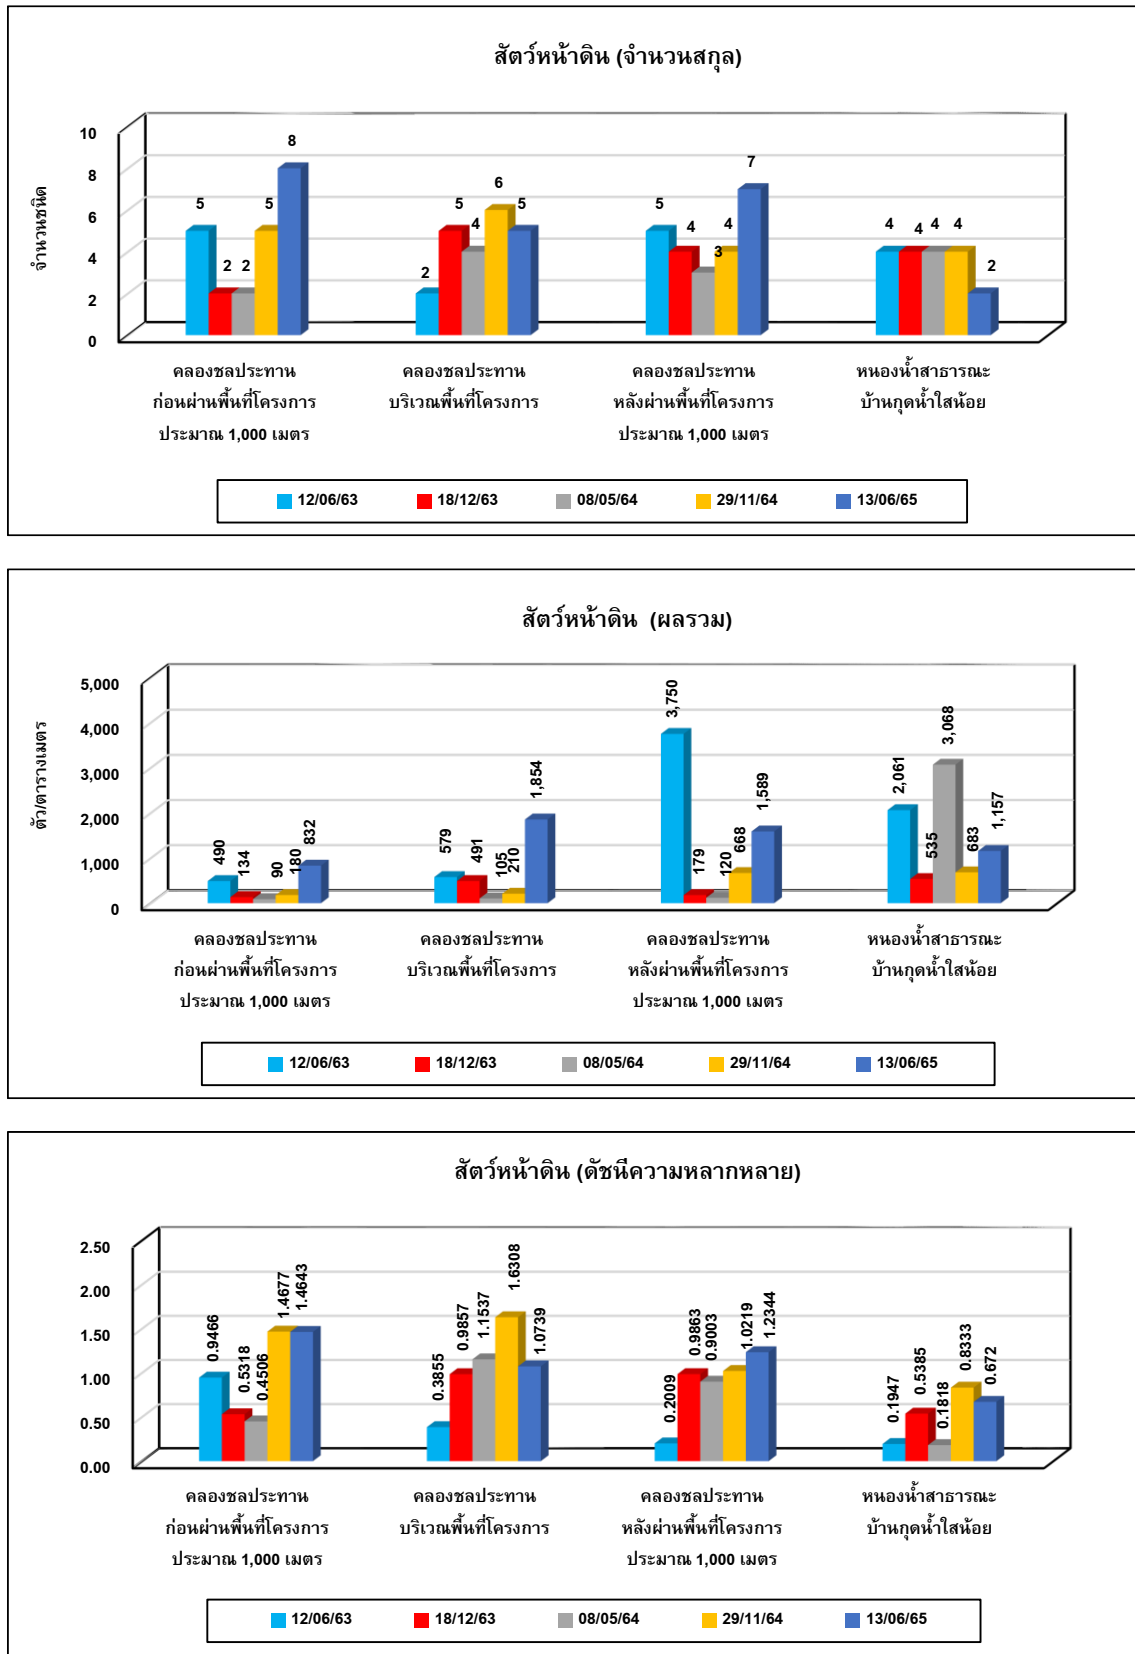 สัตว์หน้าดิน (จำนวนสกุล)
จำนวนชนิด
10
8
6
4
2
0
5 2 2 5 8
2 5 4 6 5
5 4 3 4 7
4 4 4 4 2
คลองชลประทาน
ก่อนผ่านพื้นที่โครงการ
ประมาณ 1,000 เมตร
คลองชลประทาน
บริเวณพื้นที่โครงการ
คลองชลประทาน
หลังผ่านพื้นที่โครงการ
ประมาณ 1,000 เมตร
หนองน้ำสาธารณะ
บ้านกุดน้ำใสน้อย
12/06/63 18/12/63 08/05/64 29/11/64 13/06/65
สัตว์หน้าดิน (ผลรวม)
ตัว/ตารางเมตร
5,000
4,000
3,000
2,000
1,000
0
490 134 90 180 832
579 491 105 210 1,854
3,750 179 120 668 1,589
2,061 535 3,068 683 1,157
คลองชลประทาน
ก่อนผ่านพื้นที่โครงการ
ประมาณ 1,000 เมตร
คลองชลประทาน
บริเวณพื้นที่โครงการ
คลองชลประทาน
หลังผ่านพื้นที่โครงการ
ประมาณ 1,000 เมตร
หนองน้ำสาธารณะ
บ้านกุดน้ำใสน้อย
12/06/63 18/12/63 08/05/64 29/11/64 13/06/65
สัตว์หน้าดิน (ดัชนีความหลากหลาย)
2.50
2.00
1.50
1.00
0.50
0.00
0.9466 0.5318 0.4506 1.4677 1.4643
0.3855 0.9857 1.1537 1.6308 1.0739
0.2009 0.9863 0.9003 1.0219 1.2344
0.1947 0.5385 0.1818 0.8333 0.672
คลองชลประทาน
ก่อนผ่านพื้นที่โครงการ
ประมาณ 1,000 เมตร
คลองชลประทาน
บริเวณพื้นที่โครงการ
คลองชลประทาน
หลังผ่านพื้นที่โครงการ
ประมาณ 1,000 เมตร
หนองน้ำสาธารณะ
บ้านกุดน้ำใสน้อย
12/06/63 18/12/63 08/05/64 29/11/64 13/06/65